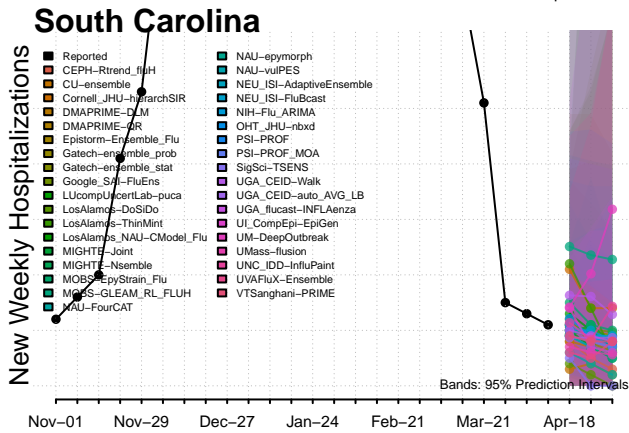 South Carolina
New Weekly Hospitalizations
Reported
CEPH−Rtrend_fluH
CU−ensemble
Cornell_JHU−hierarchSIR
DMAPRIME−DLM
DMAPRIME−QR
Epistorm−Ensemble_Flu
Gatech−ensemble_prob
Gatech−ensemble_stat
Google_SAI−FluEns
LUcompUncertLab−puca
LosAlamos−DoSiDo
LosAlamos−ThinMint
LosAlamos_NAU−CModel_Flu
MIGHTE−Joint
MIGHTE−Nsemble
MOBS−EpyStrain_Flu
MOBS−GLEAM_RL_FLUH
NAU−FourCAT
NAU−epymorph
NAU−vulPES
NEU_ISI−AdaptiveEnsemble
NEU_ISI−FluBcast
NIH−Flu_ARIMA
OHT_JHU−nbxd
PSI−PROF
PSI−PROF_MOA
SigSci−TSENS
UGA_CEID−Walk
UGA_CEID−auto_AVG_LB
UGA_flucast−INFLAenza
UI_CompEpi−EpiGen
UM−DeepOutbreak
UMass−flusion
UNC_IDD−InfluPaint
UVAFluX−Ensemble
VTSanghani−PRIME
Bands: 95% Prediction Intervals
Nov−01 Nov−29 Dec−27 Jan−24 Feb−21 Mar−21 Apr−18